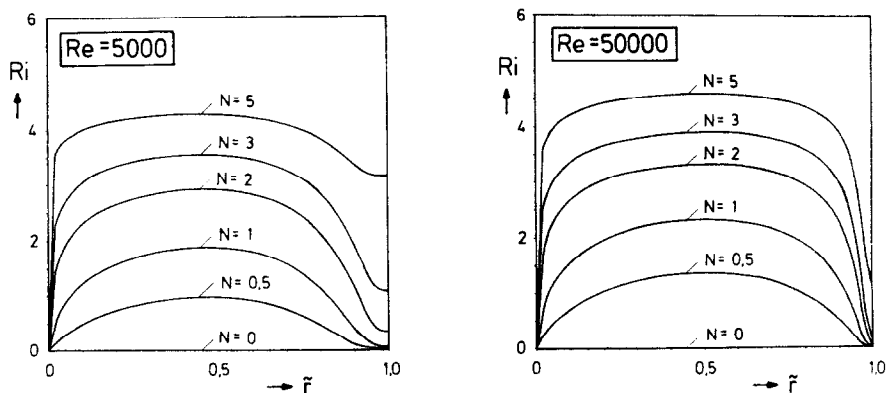 6
Re=5000
Ri
N= 5
4
N= 3
N= 2
2
N= 1
N= 0,5
N= 0
0
0
0,5
1,0
→ r̃
6
Re=50000
Ri
N= 5
4
N= 3
N= 2
2
N= 1
N= 0,5
N= 0
0
0
0,5
1,0
→ r̃